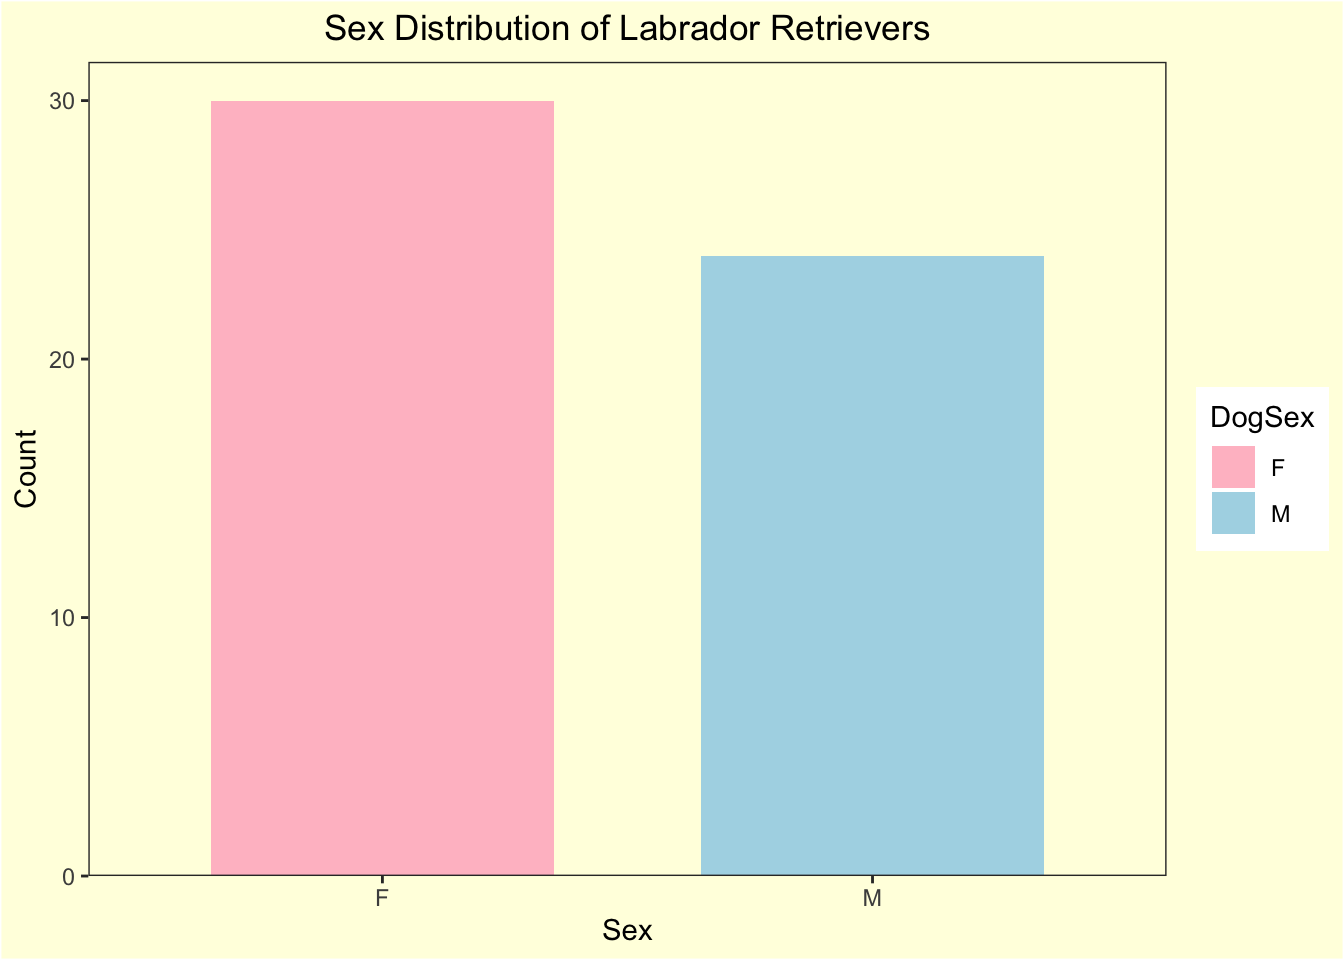 Sex Distribution of Labrador Retrievers
30
20
10
0
Count
F
M
Sex
DogSex
F
M